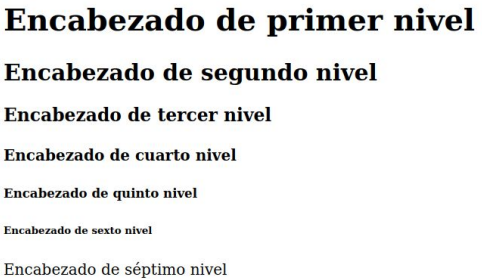 Encabezado de primer nivel
Encabezado de segundo nivel
Encabezado de tercer nivel
Encabezado de cuarto nivel
Encabezado de quinto nivel
Encabezado de sexto nivel
Encabezado de séptimo nivel